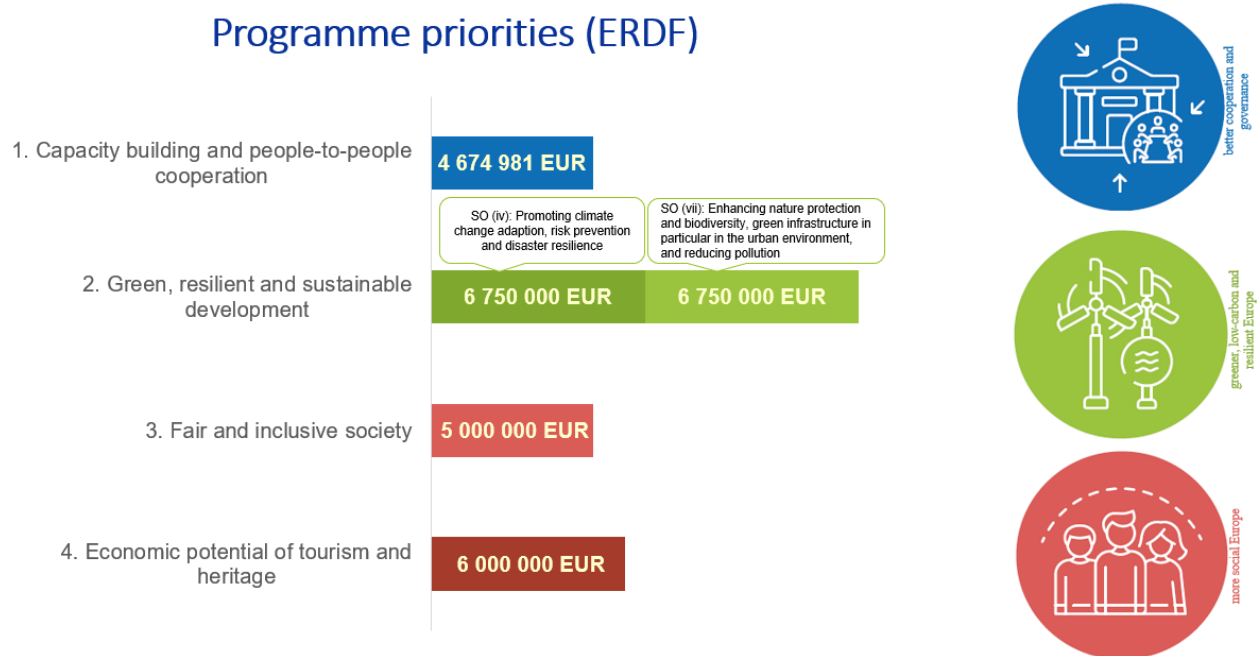 Programme priorities (ERDF)
1. Capacity building and people-to-people
cooperation
4 674 981 EUR
SO (iv): Promoting climate
change adaption, risk prevention
and disaster resilience
SO (vii): Enhancing nature protection
and biodiversity, green infrastructure in
particular in the urban environment,
and reducing pollution
2. Green, resilient and sustainable
development
6 750 000 EUR
6 750 000 EUR
3. Fair and inclusive society
5 000 000 EUR
4. Economic potential of tourism and
heritage
6 000 000 EUR
better cooperation and
governance
greener, low-carbon and
resilient Europe
more social Europe